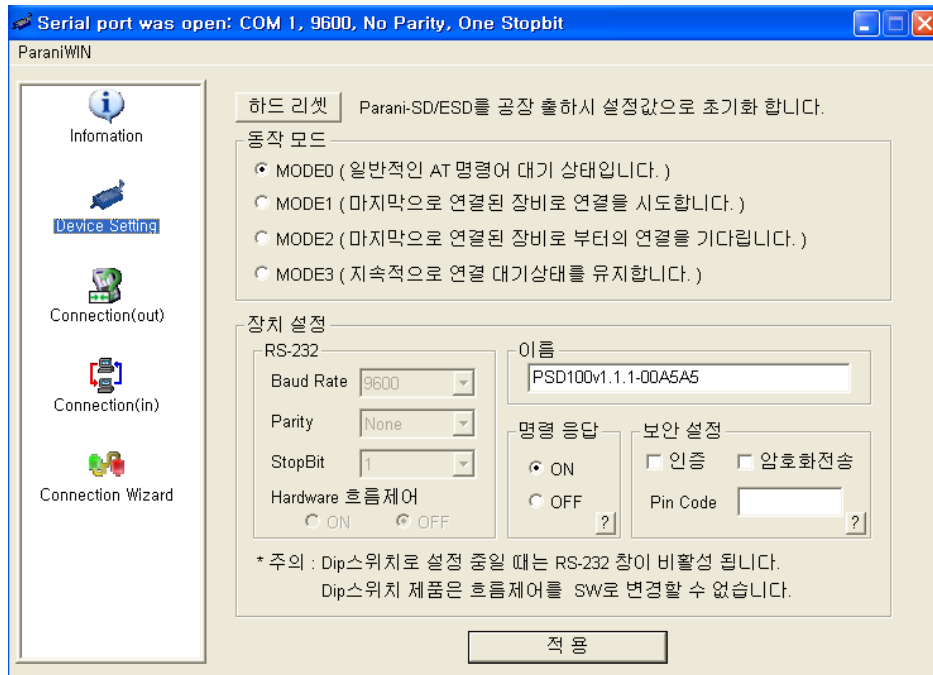 Serial port was open: COM 1, 9600, No Parity, One Stopbit
ParaniWIN
Infomation
Device Setting
Connection(out)
Connection(in)
Connection Wizard
하드 리셋 Parani-SD/ESD를 공장 출하시 설정값으로 초기화 합니다.
동작 모드
MODE0 ( 일반적인 AT 명령어 대기 상태입니다. )
MODE1 ( 마지막으로 연결된 장비로 연결을 시도합니다. )
MODE2 ( 마지막으로 연결된 장비로 부터의 연결을 기다립니다. )
MODE3 ( 지속적으로 연결 대기상태를 유지합니다. )
장치 설정
RS-232
Baud Rate 9600
Parity None
StopBit 1
Hardware 흐름제어
ON OFF
이름
PSD100v1.1.1-00A5A5
명령 응답
ON
OFF
?
보안 설정
인증 암호화전송
Pin Code
?
* 주의 : Dip스위치로 설정 중일 때는 RS-232 창이 비활성 됩니다.
Dip스위치 제품은 흐름제어를 SW로 변경할 수 없습니다.
적 용